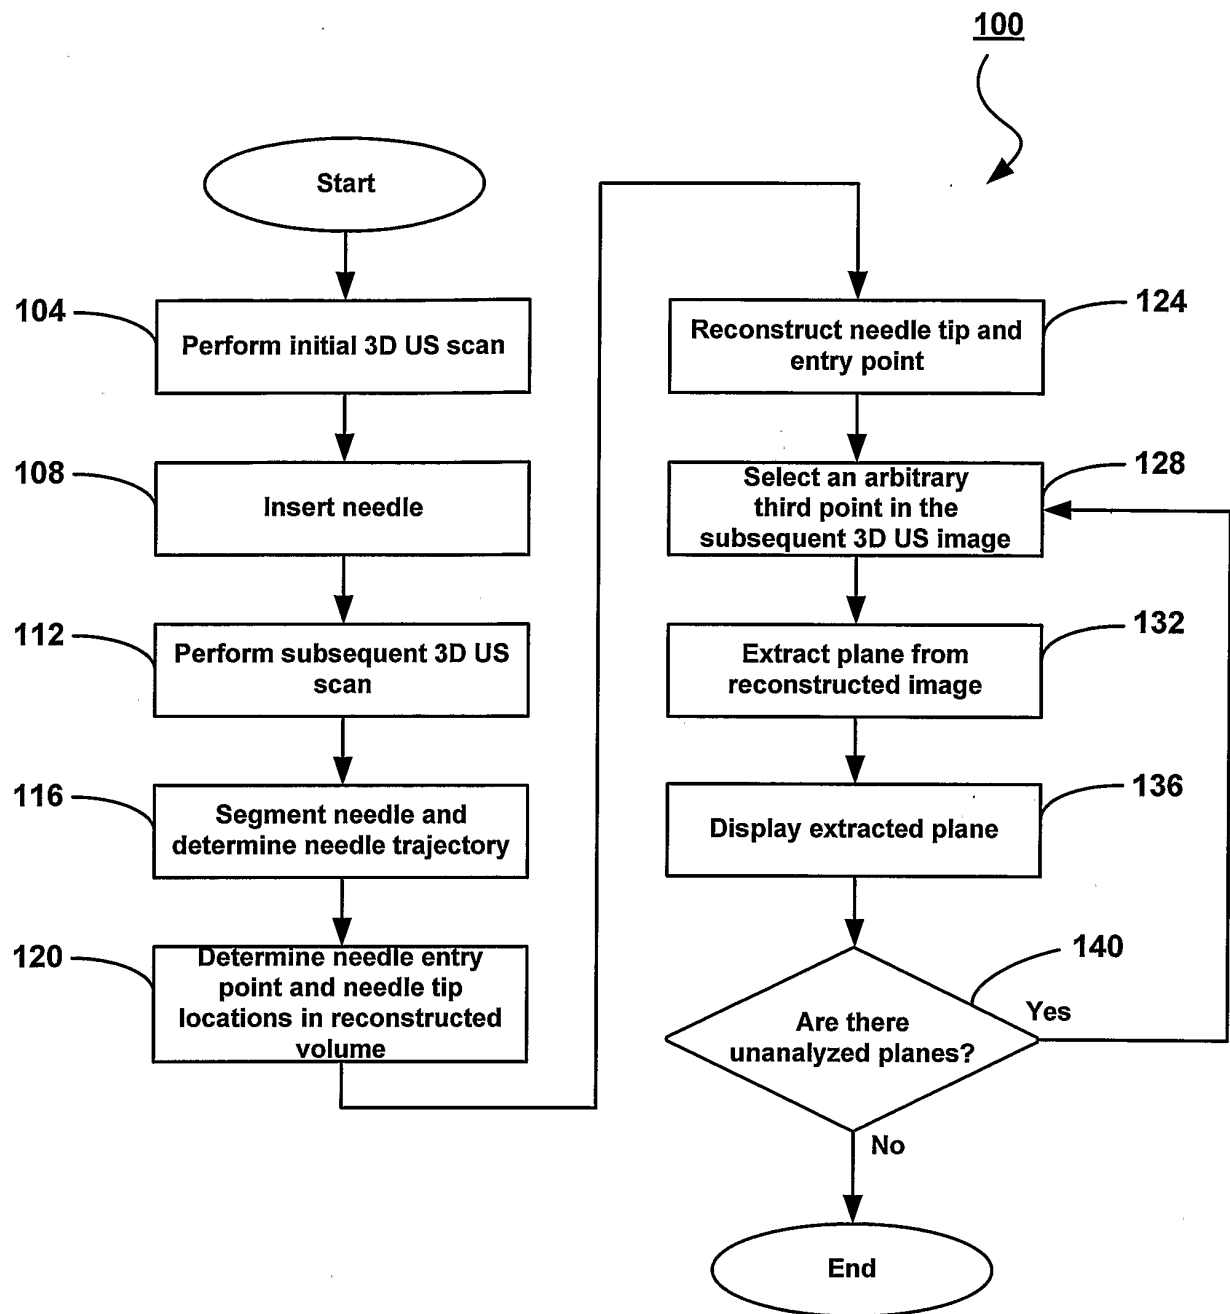 100
Start
104
Perform initial 3D US scan
108
Insert needle
112
Perform subsequent 3D US
scan
116
Segment needle and
determine needle trajectory
120
Determine needle entry
point and needle tip
locations in reconstructed
volume
124
Reconstruct needle tip and
entry point
128
Select an arbitrary
third point in the
subsequent 3D US image
132
Extract plane from
reconstructed image
136
Display extracted plane
140
Are there
unanalyzed planes?
Yes
No
End